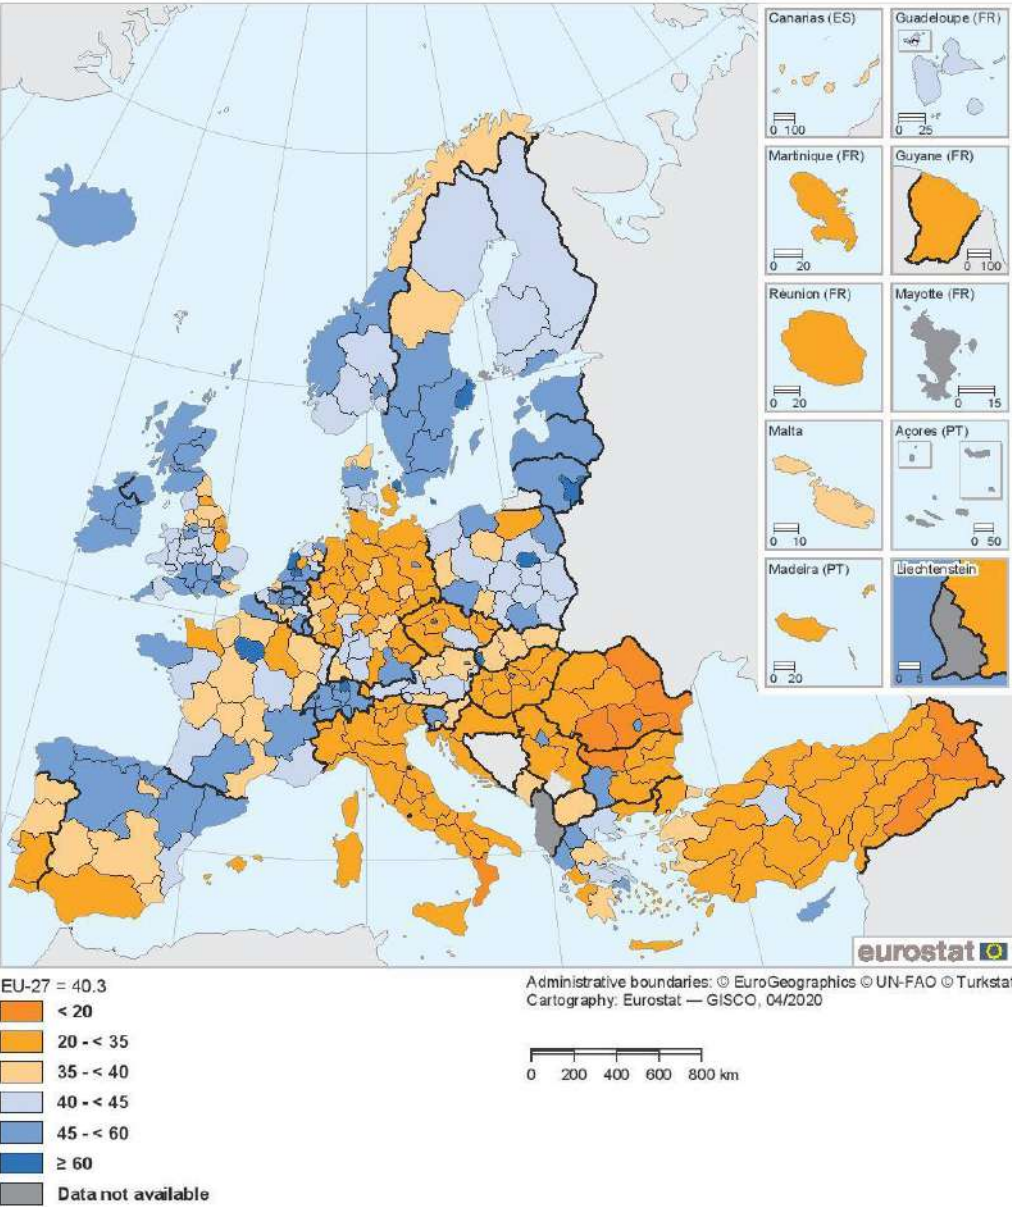 Canarias (ES)
0 100
Guadeloupe (FR)
0 25
Martinique (FR)
0 20
Guyane (FR)
0 100
Réunion (FR)
0 20
Mayotte (FR)
0 15
Malta
0 10
Açores (PT)
0 50
Madeira (PT)
0 20
Liechtenstein
0 5
eurostat
EU-27 = 40.3
< 20
20 - < 35
35 - < 40
40 - < 45
45 - < 60
≥ 60
Data not available
Administrative boundaries: © EuroGeographics © UN-FAO © Turkstat
Cartography: Eurostat — GISCO, 04/2020
0 200 400 600 800 km